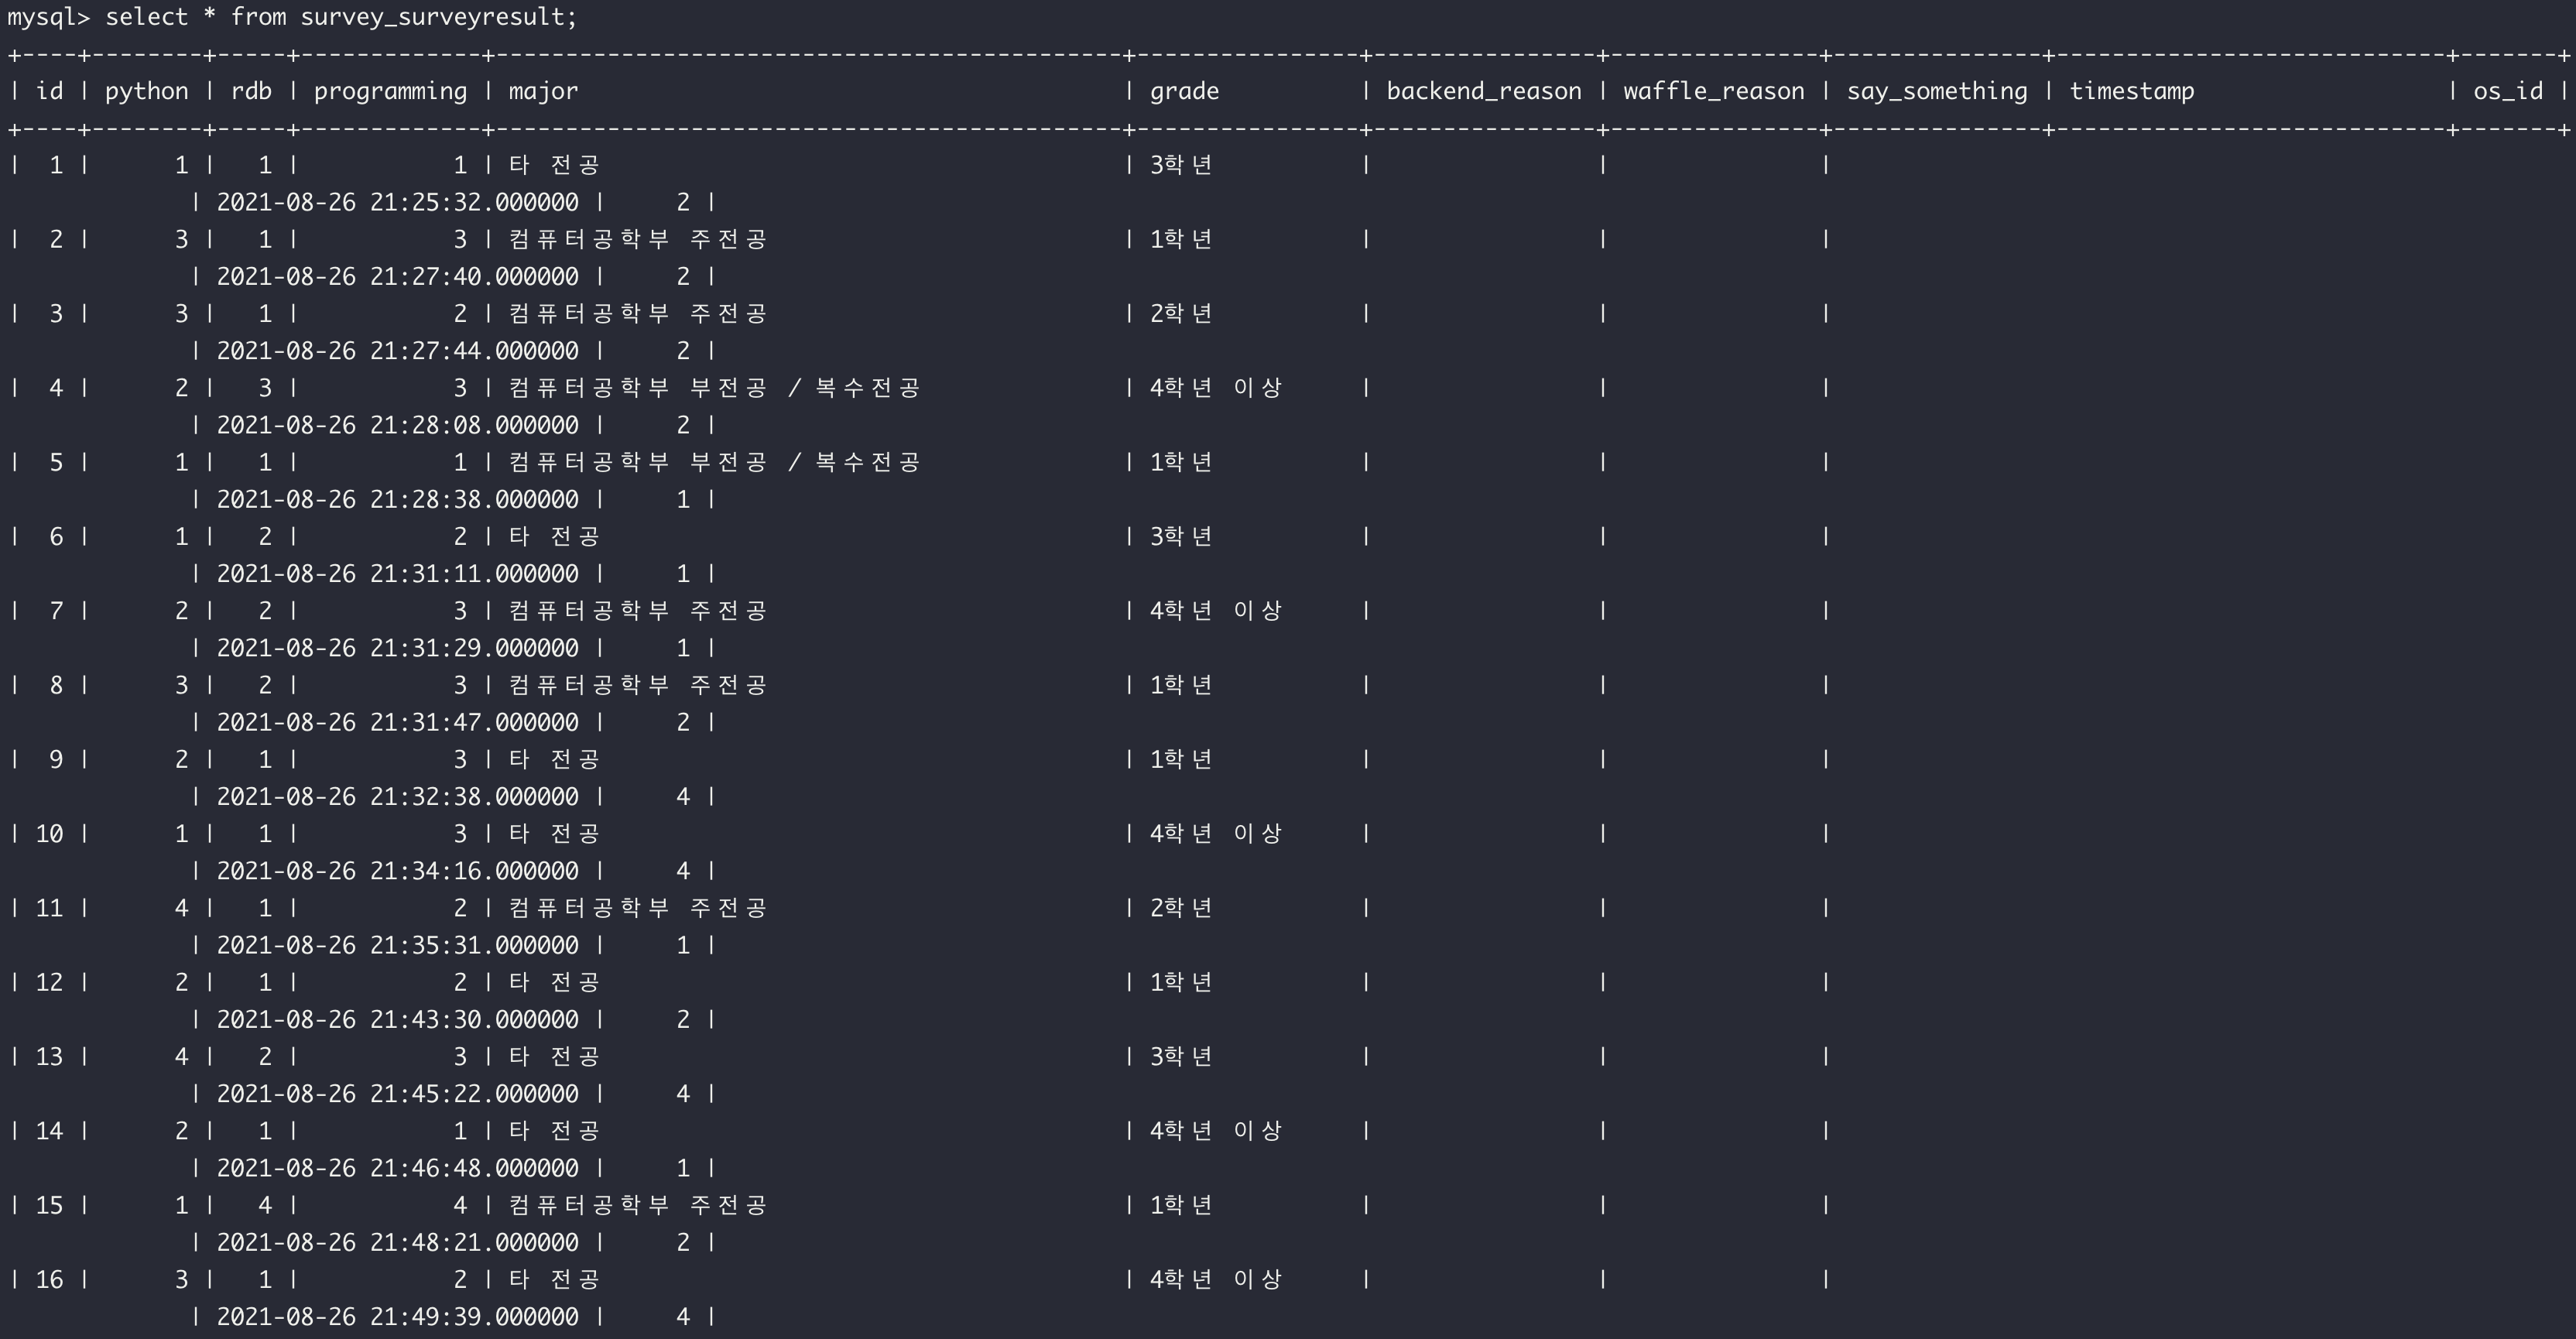 mysql> select * from survey_surveyresult;
+----+--------+-----+-------------+---------------------------------------------+----------------+----------------+---------------+---------------+----------------------------+-------+
| id | python | rdb | programming | major                                       | grade          | backend_reason | waffle_reason | say_something | timestamp                  | os_id |
+----+--------+-----+-------------+---------------------------------------------+----------------+----------------+---------------+---------------+----------------------------+-------+
|  1 |      1 |   1 |           1 | 타 전공                                     | 3학년          |                |               |
             | 2021-08-26 21:25:32.000000 |     2 |
|  2 |      3 |   1 |           3 | 컴퓨터공학부 주전공                         | 1학년          |                |               |
             | 2021-08-26 21:27:40.000000 |     2 |
|  3 |      3 |   1 |           2 | 컴퓨터공학부 주전공                         | 2학년          |                |               |
             | 2021-08-26 21:27:44.000000 |     2 |
|  4 |      2 |   3 |           3 | 컴퓨터공학부 부전공 / 복수전공              | 4학년 이상     |                |               |
             | 2021-08-26 21:28:08.000000 |     2 |
|  5 |      1 |   1 |           1 | 컴퓨터공학부 부전공 / 복수전공              | 1학년          |                |               |
             | 2021-08-26 21:28:38.000000 |     1 |
|  6 |      1 |   2 |           2 | 타 전공                                     | 3학년          |                |               |
             | 2021-08-26 21:31:11.000000 |     1 |
|  7 |      2 |   2 |           3 | 컴퓨터공학부 주전공                         | 4학년 이상     |                |               |
             | 2021-08-26 21:31:29.000000 |     1 |
|  8 |      3 |   2 |           3 | 컴퓨터공학부 주전공                         | 1학년          |                |               |
             | 2021-08-26 21:31:47.000000 |     2 |
|  9 |      2 |   1 |           3 | 타 전공                                     | 1학년          |                |               |
             | 2021-08-26 21:32:38.000000 |     4 |
| 10 |      1 |   1 |           3 | 타 전공                                     | 4학년 이상     |                |               |
             | 2021-08-26 21:34:16.000000 |     4 |
| 11 |      4 |   1 |           2 | 컴퓨터공학부 주전공                         | 2학년          |                |               |
             | 2021-08-26 21:35:31.000000 |     1 |
| 12 |      2 |   1 |           2 | 타 전공                                     | 1학년          |                |               |
             | 2021-08-26 21:43:30.000000 |     2 |
| 13 |      4 |   2 |           3 | 타 전공                                     | 3학년          |                |               |
             | 2021-08-26 21:45:22.000000 |     4 |
| 14 |      2 |   1 |           1 | 타 전공                                     | 4학년 이상     |                |               |
             | 2021-08-26 21:46:48.000000 |     1 |
| 15 |      1 |   4 |           4 | 컴퓨터공학부 주전공                         | 1학년          |                |               |
             | 2021-08-26 21:48:21.000000 |     2 |
| 16 |      3 |   1 |           2 | 타 전공                                     | 4학년 이상     |                |               |
             | 2021-08-26 21:49:39.000000 |     4 |